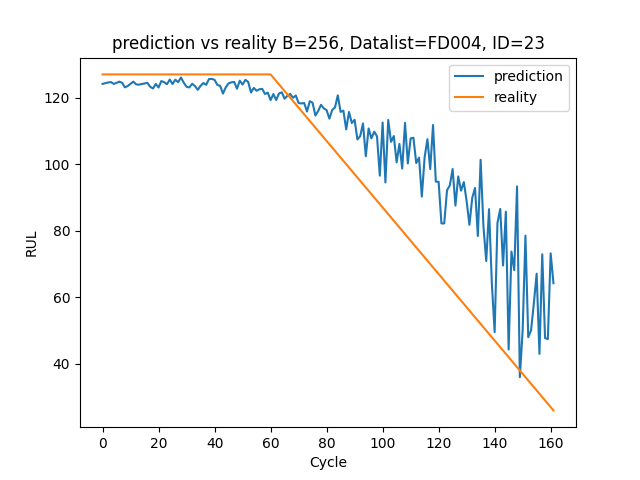 prediction vs reality B=256, Datalist=FD004, ID=23
prediction
reality
RUL
120
100
80
60
40
0 20 40 60 80 100 120 140 160
Cycle